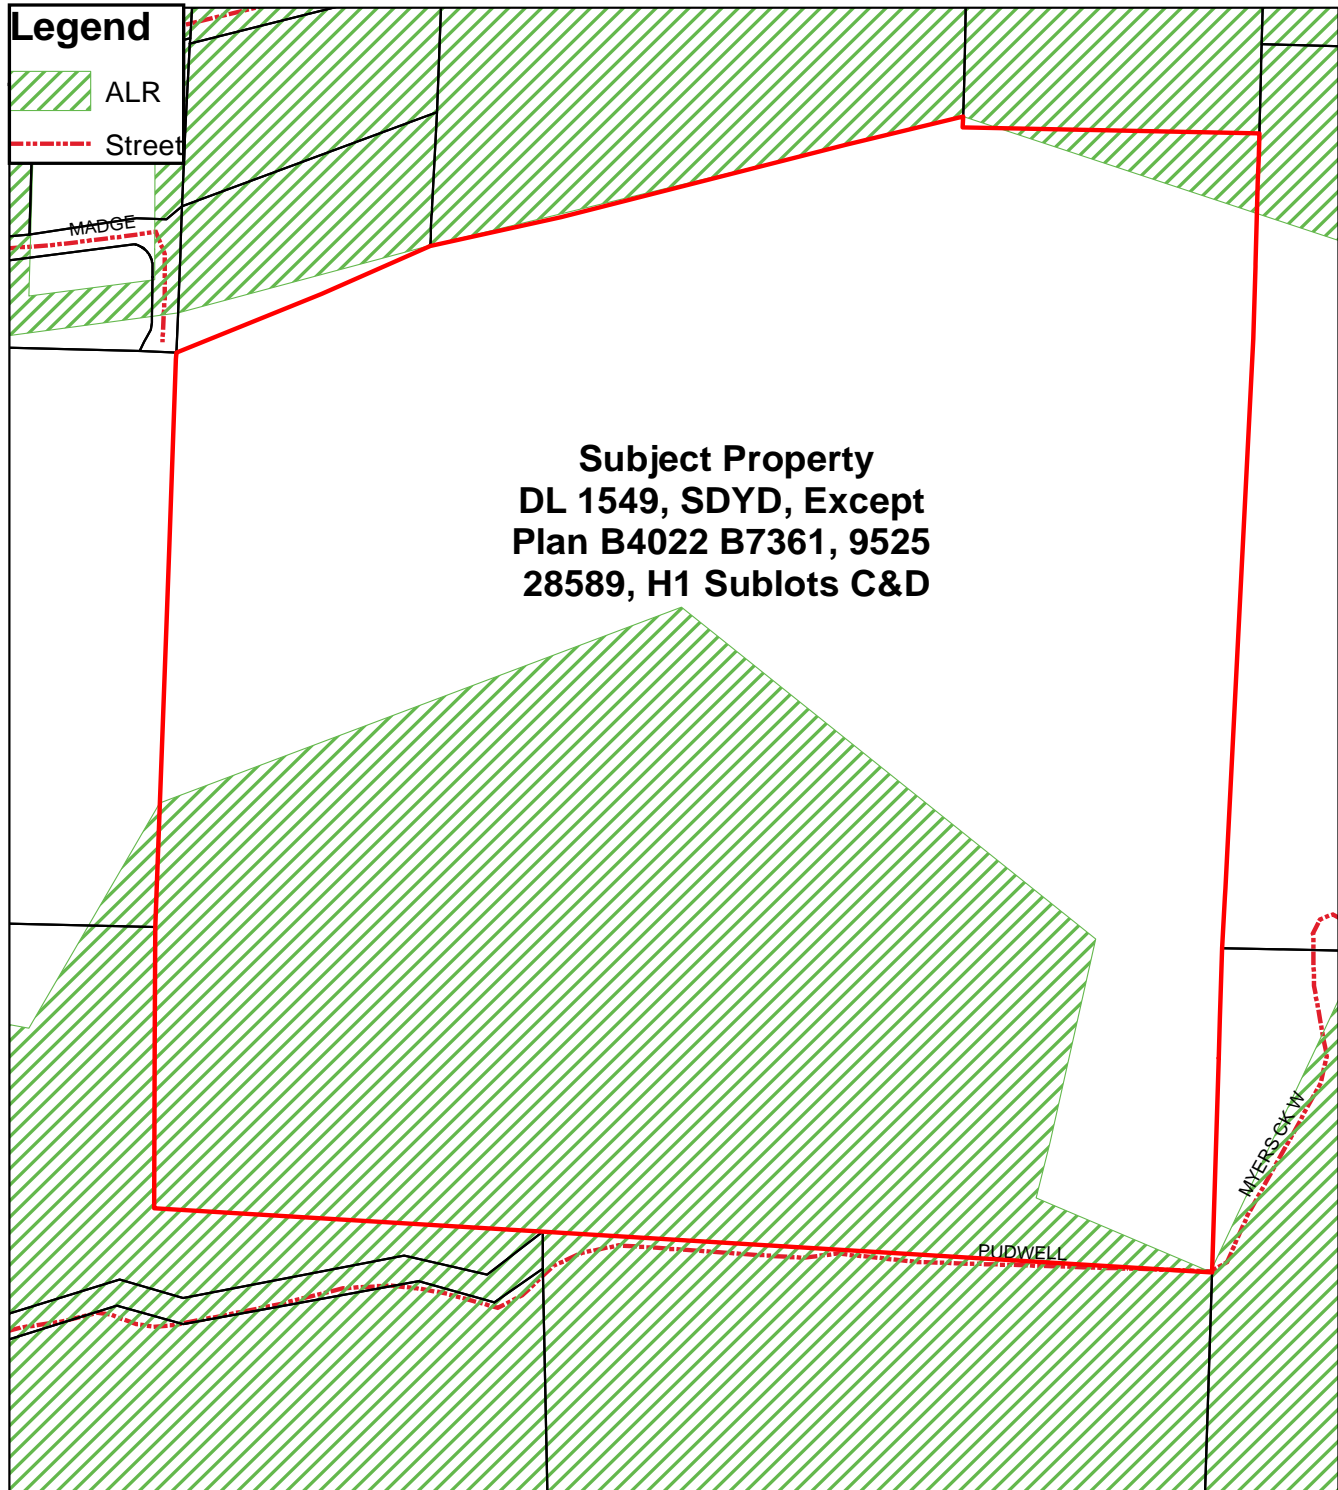 Legend
ALR
Street
MADGE
Subject Property
DL 1549, SDYD, Except
Plan B4022 B7361, 9525
28589, H1 Sublots C&D
MYERS CK W
PUDWELL